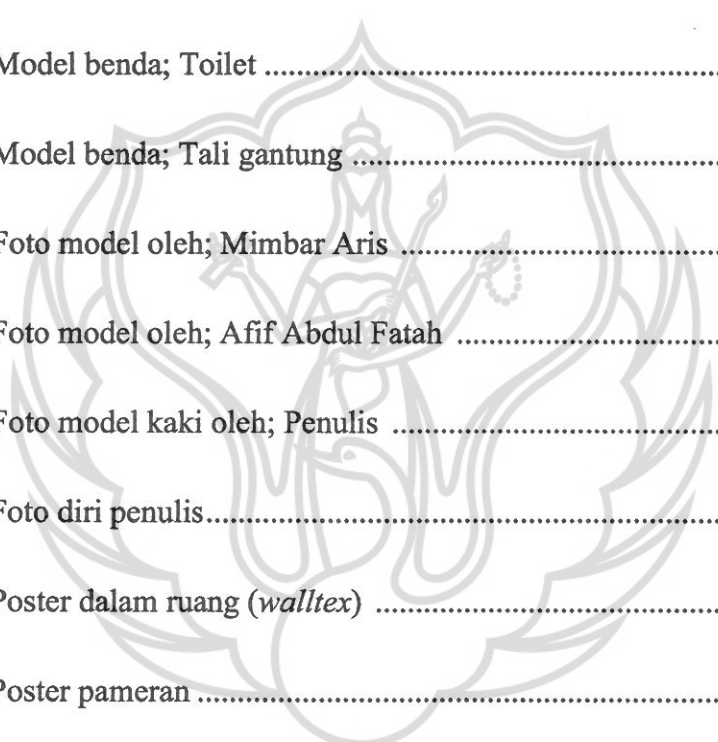 Model benda; Toilet ........................................................
Model benda; Tali gantung ............................................
Foto model oleh; Mimbar Aris .......................................
Foto model oleh; Afif Abdul Fatah ................................
Foto model kaki oleh; Penulis ........................................
Foto diri penulis...............................................................
Poster dalam ruang (walltex) ..........................................
Poster pameran ................................................................